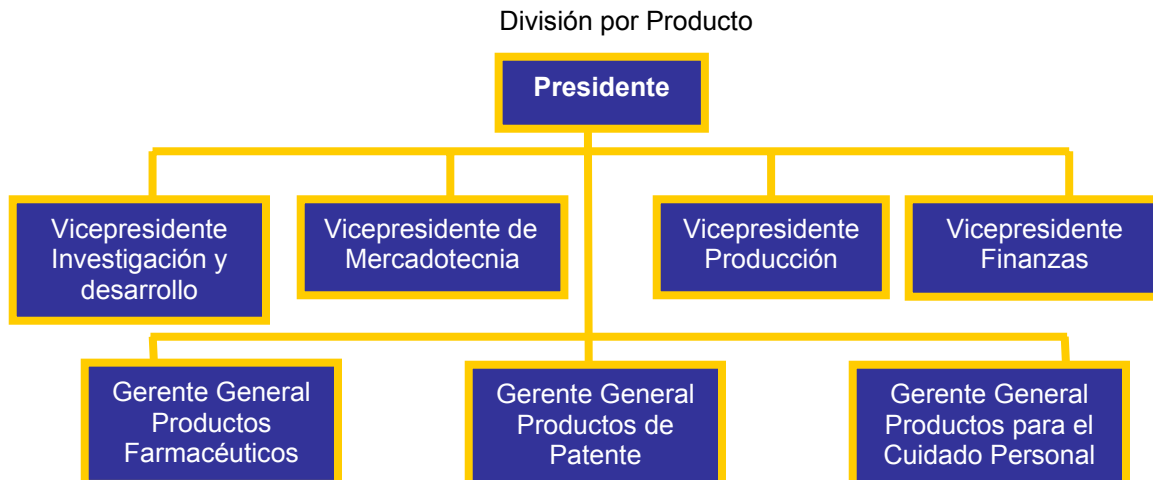 División por Producto
Presidente
Vicepresidente
Investigación y
desarrollo
Vicepresidente de
Mercadotecnia
Vicepresidente
Producción
Vicepresidente
Finanzas
Gerente General
Productos
Farmacéuticos
Gerente General
Productos de
Patente
Gerente General
Productos para el
Cuidado Personal